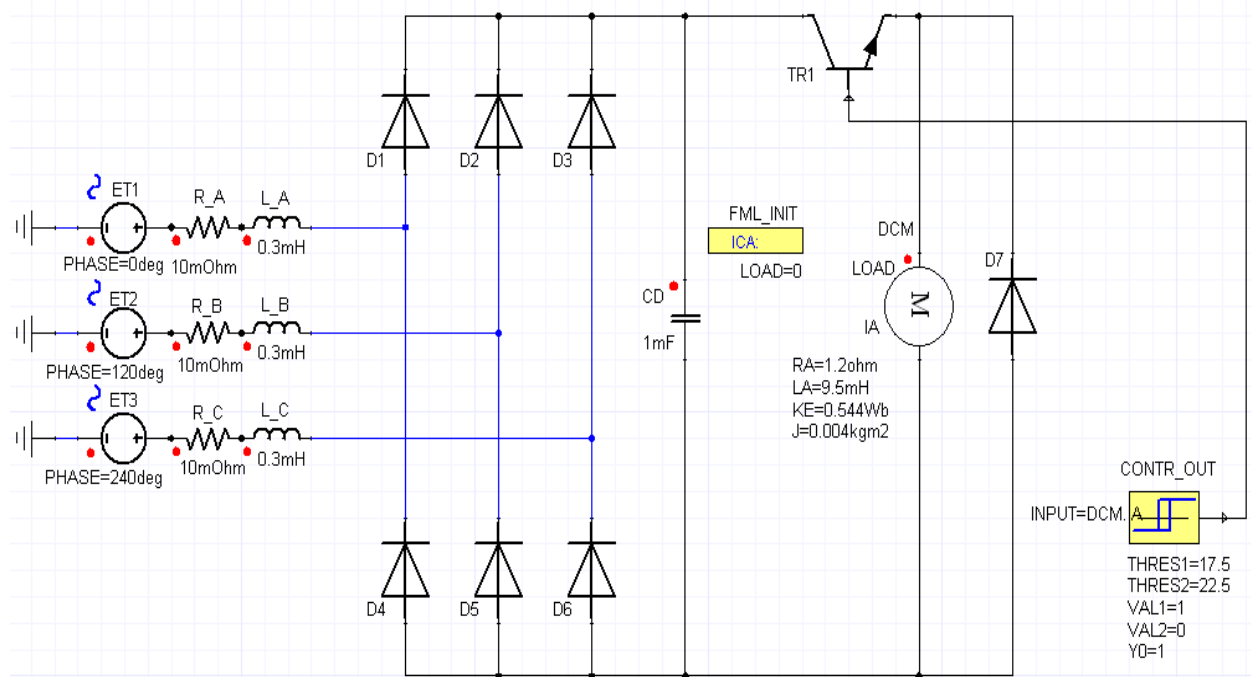 TR1
D1
D2
D3
ET1
R_A
L_A
PHASE=0deg
10mOhm
0.3mH
ET2
R_B
L_B
PHASE=120deg
10mOhm
0.3mH
ET3
R_C
L_C
PHASE=240deg
10mOhm
0.3mH
FML_INIT
ICA:
LOAD=0
CD
1mF
DCM
LOAD
M
IA
D7
RA=1.2ohm
LA=9.5mH
KE=0.544Wb
J=0.004kgm2
CONTR_OUT
INPUT=DCM.A
THRES1=17.5
THRES2=22.5
VAL1=1
VAL2=0
Y0=1
D4
D5
D6